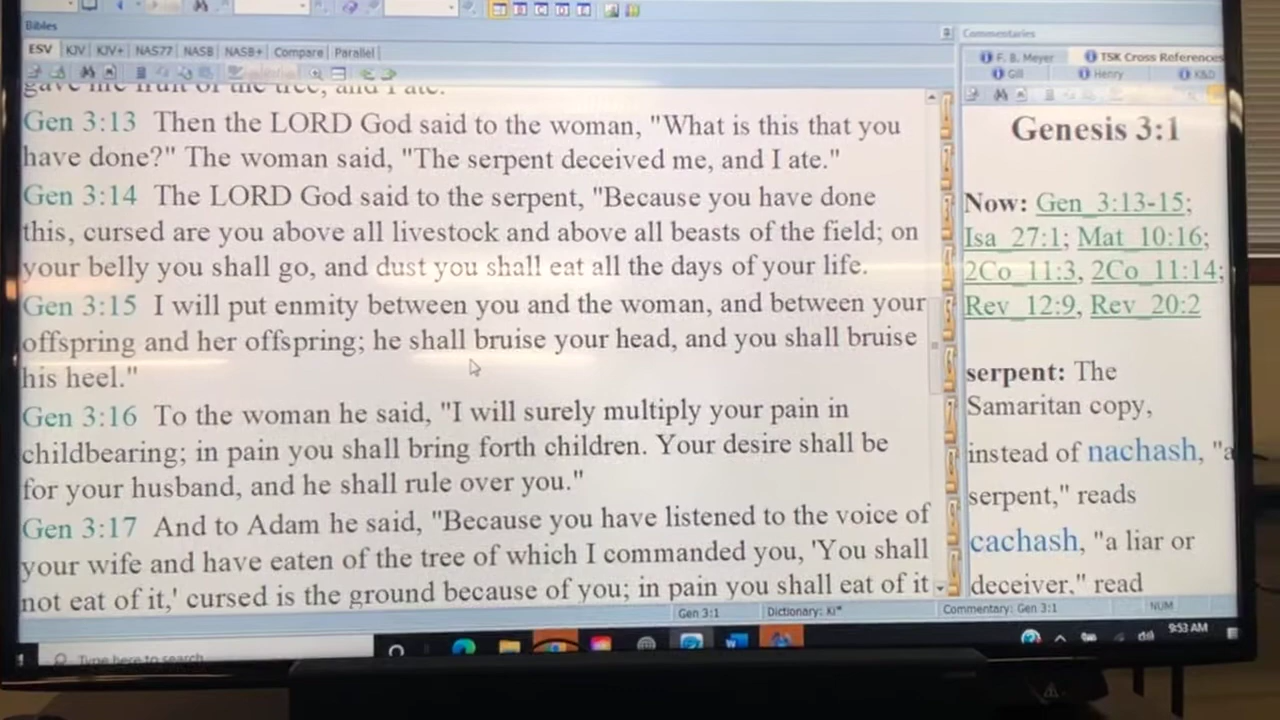 Bibles
ESV KJV KJV+ NAS77 NASB NASB+ Compare Parallel
gave me fruit of the tree, and I ate.
Gen 3:13 Then the LORD God said to the woman, "What is this that you
have done?" The woman said, "The serpent deceived me, and I ate."
Gen 3:14 The LORD God said to the serpent, "Because you have done
this, cursed are you above all livestock and above all beasts of the field; on
your belly you shall go, and dust you shall eat all the days of your life.
Gen 3:15 I will put enmity between you and the woman, and between your
offspring and her offspring; he shall bruise your head, and you shall bruise
his heel."
Gen 3:16 To the woman he said, "I will surely multiply your pain in
childbearing; in pain you shall bring forth children. Your desire shall be
for your husband, and he shall rule over you."
Gen 3:17 And to Adam he said, "Because you have listened to the voice of
your wife and have eaten of the tree of which I commanded you, 'You shall
not eat of it,' cursed is the ground because of you; in pain you shall eat of it
Commentaries
F. B. Meyer TSK Cross References
Gill Henry K&D
Genesis 3:1
Now: Gen_3:13-15;
Isa_27:1; Mat_10:16;
2Co_11:3, 2Co_11:14;
Rev_12:9, Rev_20:2
serpent: The
Samaritan copy,
instead of nachash, "a
serpent," reads
cachash, "a liar or
deceiver," read
Gen 3:1 Dictionary: Commentary: Gen 3:1 NUM
Type here to search
9:53 AM